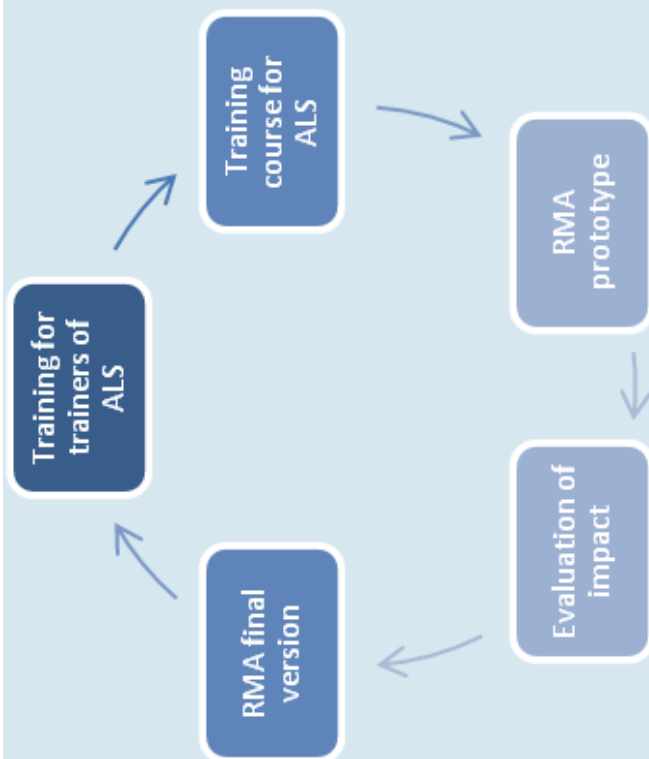 Training for
trainers of
ALS
Training
course for
ALS
RMA
prototype
Evaluation of
impact
RMA final
version